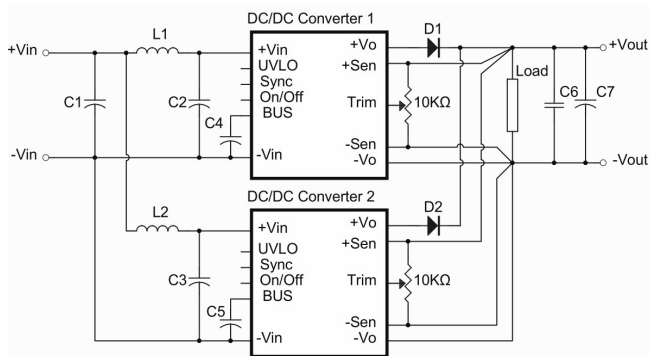 DC/DC Converter 1
D1
+Vin
L1
+Vin
+Vo
+Vout
UVLO
+Sen
Sync
Load
C1
C2
On/Off
Trim
10KΩ
C6
C7
C4
BUS
-Sen
-Vin
-Vin
-Vo
-Vout
DC/DC Converter 2
L2
D2
+Vin
+Vo
UVLO
+Sen
Sync
C3
On/Off
Trim
10KΩ
C5
BUS
-Sen
-Vin
-Vo